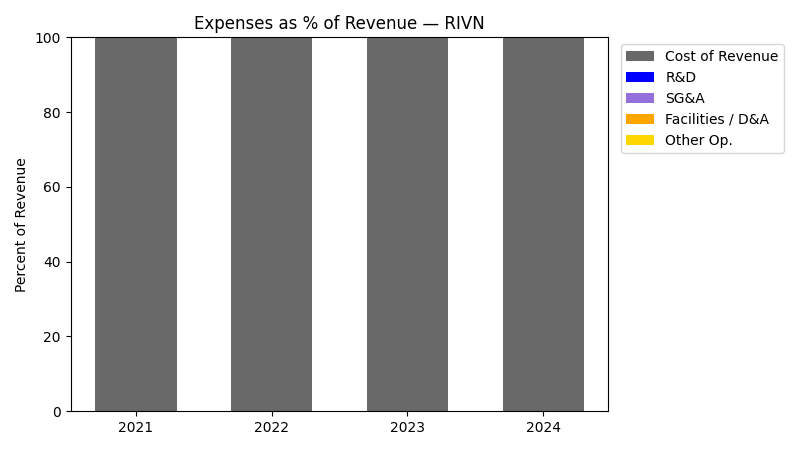 Expenses as % of Revenue — RIVN
Percent of Revenue
100
80
60
40
20
0
2021
2022
2023
2024
Cost of Revenue
R&D
SG&A
Facilities / D&A
Other Op.